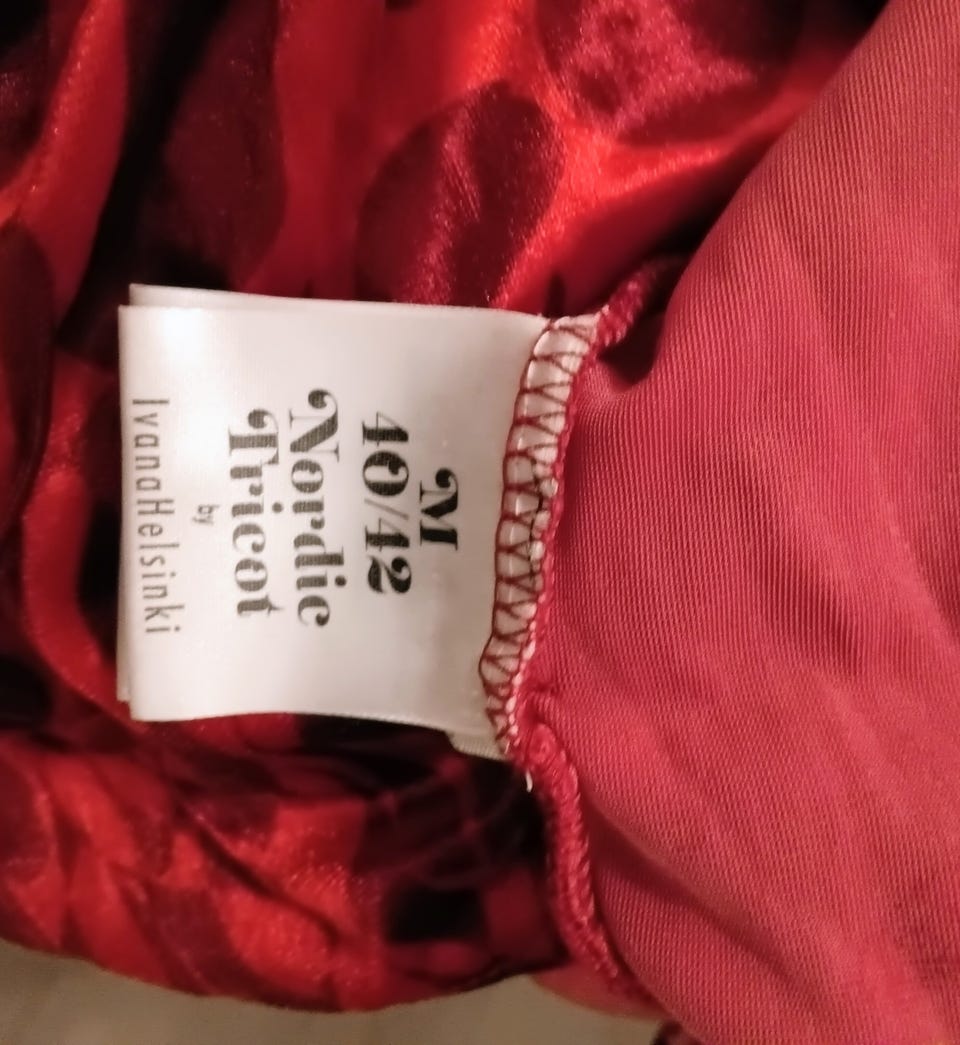 M
40/42
Nordic
Tricot
by
IvanaHelsinki